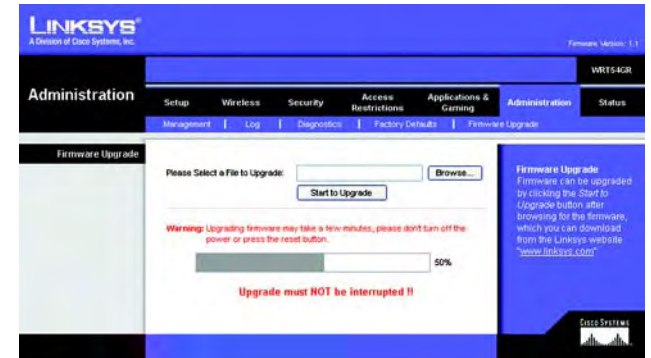 LINKSYS®
A Division of Cisco Systems, Inc.
Firmware Version: 1.1
WRT54GR
Administration
Setup Wireless Security Access Restrictions Applications & Gaming Administration Status
Management | Log | Diagnostics | Factory Defaults | Firmware Upgrade
Firmware Upgrade
Please Select a File to Upgrade: Browse...
Start to Upgrade
Warning: Upgrading firmware may take a few minutes, please don't turn off the
power or press the reset button.
50%
Upgrade must NOT be interrupted !!
Firmware Upgrade
Firmware can be upgraded
by clicking the Start to
Upgrade button after
browsing for the firmware,
which you can download
from the Linksys website
"www.linksys.com"
CISCO SYSTEMS